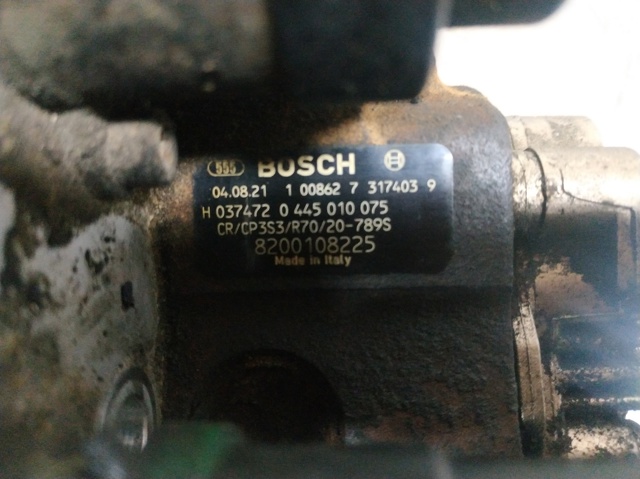 555 BOSCH
04.08.21 1 00862 7 317403 9
H 037472 0 445 010 075
CR/CP3S3/R70/20-789S
8200108225
Made in Italy